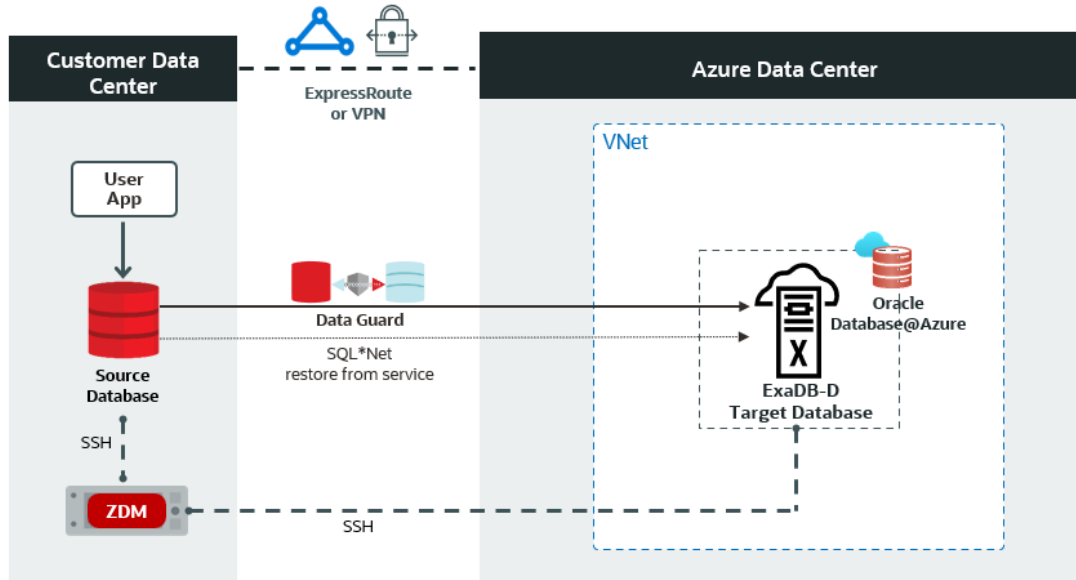 Customer Data
Center
ExpressRoute
or VPN
Azure Data Center
VNet
User
App
Source
Database
Data Guard
SQL*Net
restore from service
Oracle
Database@Azure
X
ExaDB-D
Target Database
SSH
ZDM
SSH